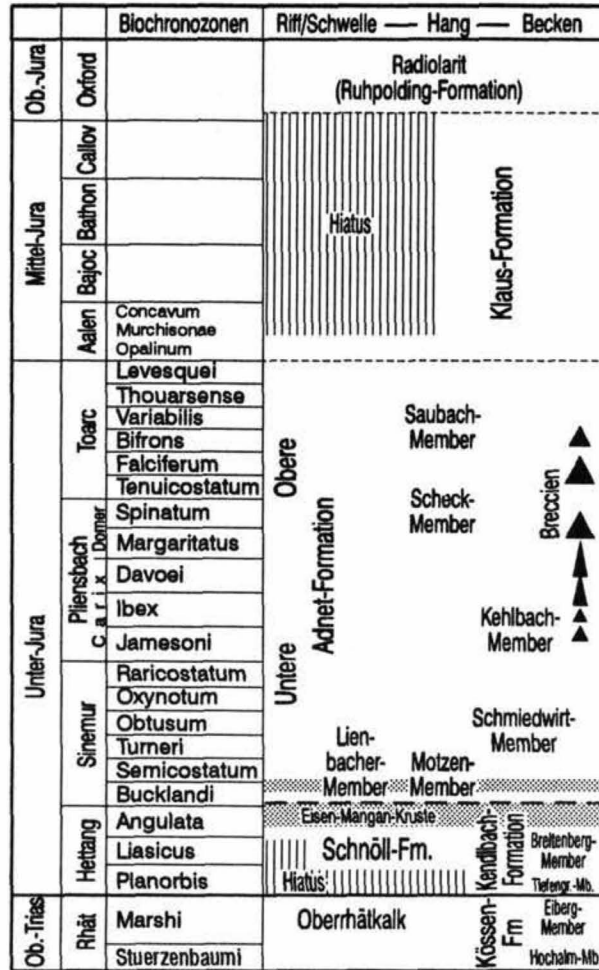 Biochronozonen Riff/Schwelle — Hang — Becken
Ob.-Jura
Oxford
Radiolarit
(Ruhpolding-Formation)
Mittel-Jura
Callov
Bathon
Bajoc
Aalen
Concavum
Murchisonae
Opalinum
Hiatus
Klaus-Formation
Unter-Jura
Toarc
Levesquei
Thouarsense
Variabilis
Bifrons
Falciferum
Tenuicostatum
Pliensbach
Domer
Carix
Spinatum
Margaritatus
Davoei
Ibex
Jamesoni
Sinemur
Raricostatum
Oxynotum
Obtusum
Turneri
Semicostatum
Bucklandi
Hettang
Angulata
Liasicus
Planorbis
Obere
Untere
Adnet-Formation
Saubach-
Member
Scheck-
Member
Breccien
Kehlbach-
Member
Schmiedwirt-
Member
Lien-
bacher-
Member
Motzen-
Member
Eisen-Mangan-Kruste
Schnöll-Fm.
Hiatus
Kendlbach-
Formation
Breitenberg-
Member
Tiefengr.-Mb.
Ob.-Trias
Rhät
Marshi
Stuerzenbaumi
Oberrhätkalk
Kössen-
Fm
Eiberg-
Member
Hochalm-Mb